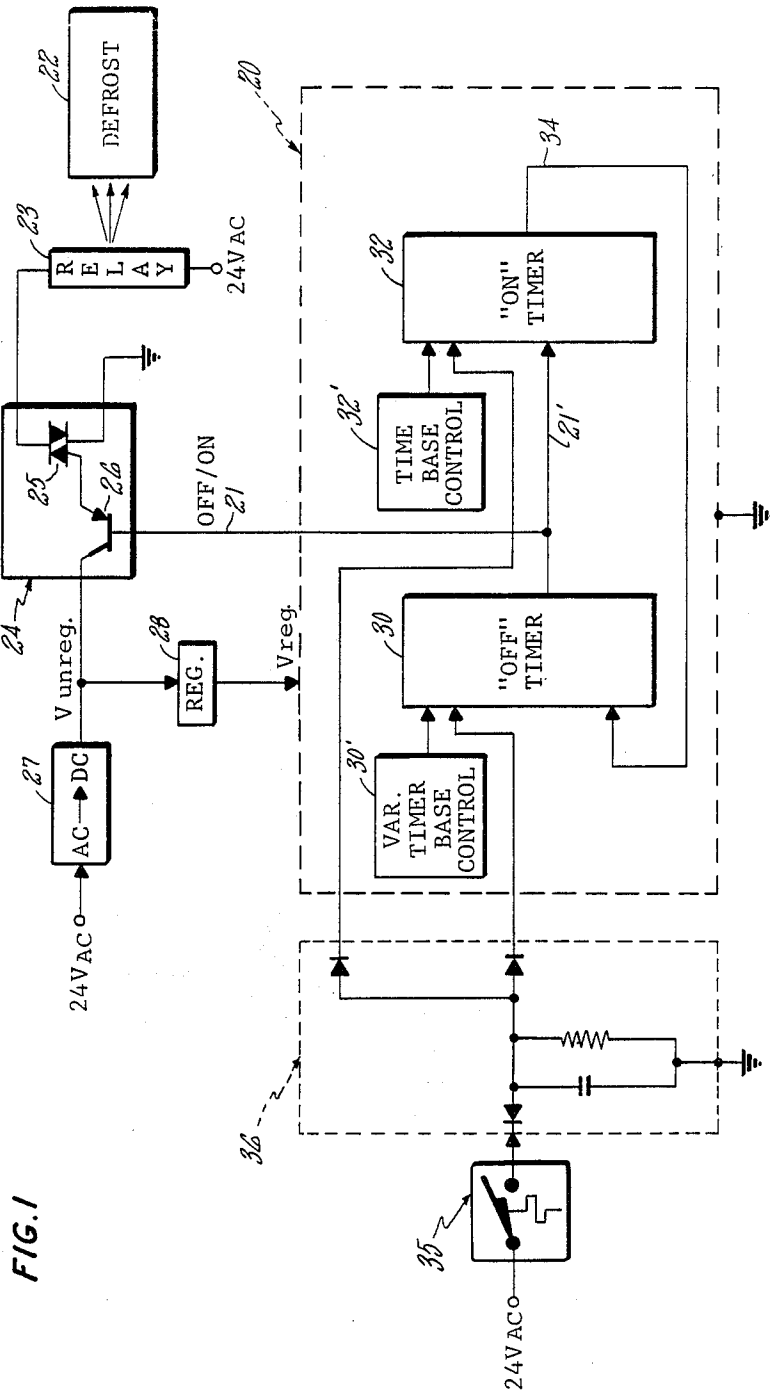 FIG.1
24VAC
27
AC DC
V unreg.
24
25
26
23
RELAY
24VAC
22
DEFROST
28
REG.
Vreg.
OFF/ON
21
20
36
35
24VAC
30'
VAR.
TIMER
BASE
CONTROL
30
"OFF"
TIMER
32'
TIME
BASE
CONTROL
21'
32
"ON"
TIMER
34